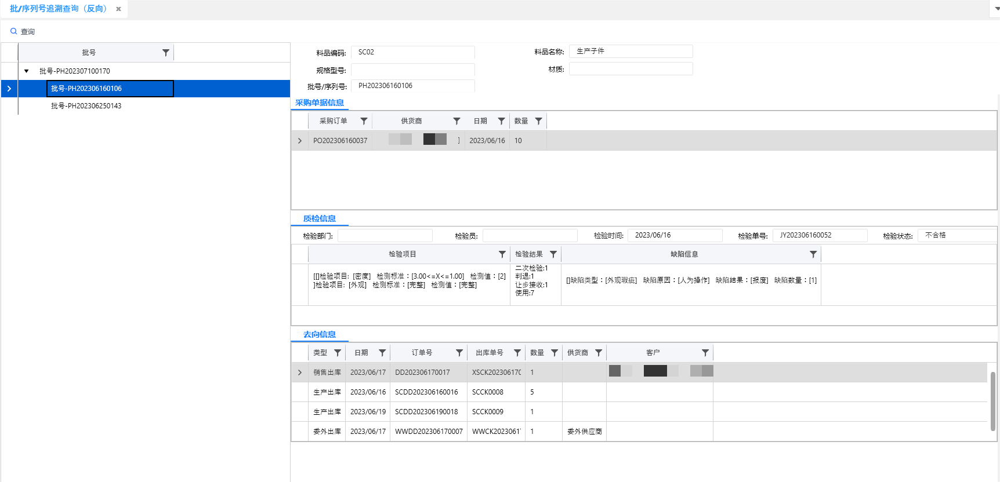 批/序列号追溯查询（反向） x
查询
批号
批号-PH202307100170
批号-PH202306160106
批号-PH202306250143
料品编码: SC02 料品名称: 生产子件
规格型号: 材质:
批号/序列号: PH202306160106
采购单据信息
采购订单 供货商 日期 数量
PO202306160037 ] 2023/06/16 10
质检信息
检验部门: 检验员: 检验时间: 2023/06/16 检验单号: JY202306160052 检验状态: 不合格
检验项目 检验结果 缺陷信息
[[]检验项目: [密度] 检测标准：[3.00<=X<=1.00] 检测值：[2]
]检验项目: [外观] 检测标准：[完整] 检测值：[完整]
二次检验:1
判退:1
让步接收:1
使用:7
[]缺陷类型：[外观瑕疵] 缺陷原因：[人为操作] 缺陷结果：[报废] 缺陷数量：[1]
去向信息
类型 日期 订单号 出库单号 数量 供货商 客户
销售出库 2023/06/17 DD202306170017 XSCK20230617 1
生产出库 2023/06/16 SCDD202306160016 SCCK0008 5
生产出库 2023/06/19 SCDD202306190018 SCCK0009 1
委外出库 2023/06/17 WWDD202306170007 WWCK2023061 1 委外供应商